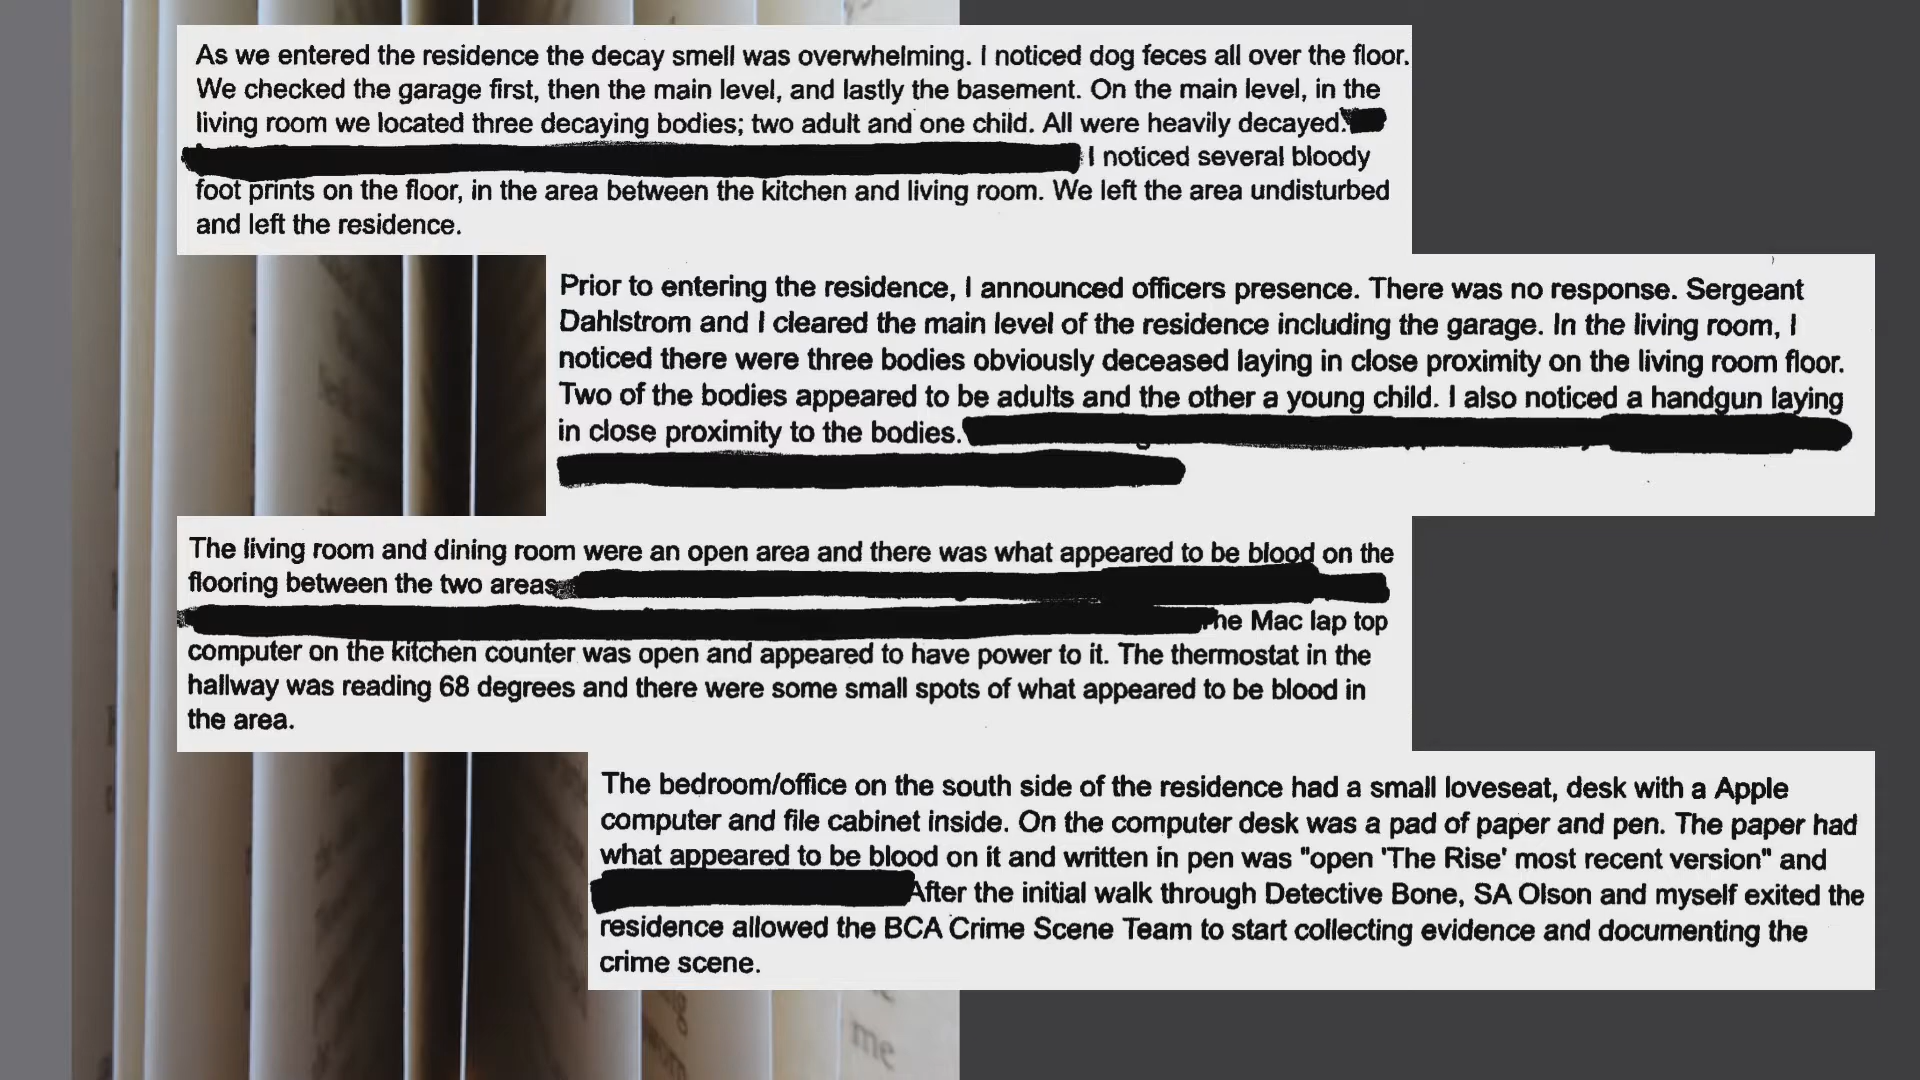 As we entered the residence the decay smell was overwhelming. I noticed dog feces all over the floor.
We checked the garage first, then the main level, and lastly the basement. On the main level, in the
living room we located three decaying bodies; two adult and one child. All were heavily decayed.
I noticed several bloody
foot prints on the floor, in the area between the kitchen and living room. We left the area undisturbed
and left the residence.
Prior to entering the residence, I announced officers presence. There was no response. Sergeant
Dahlstrom and I cleared the main level of the residence including the garage. In the living room, I
noticed there were three bodies obviously deceased laying in close proximity on the living room floor.
Two of the bodies appeared to be adults and the other a young child. I also noticed a handgun laying
in close proximity to the bodies.
The living room and dining room were an open area and there was what appeared to be blood on the
flooring between the two areas
he Mac lap top
computer on the kitchen counter was open and appeared to have power to it. The thermostat in the
hallway was reading 68 degrees and there were some small spots of what appeared to be blood in
the area.
The bedroom/office on the south side of the residence had a small loveseat, desk with a Apple
computer and file cabinet inside. On the computer desk was a pad of paper and pen. The paper had
what appeared to be blood on it and written in pen was "open 'The Rise' most recent version" and
After the initial walk through Detective Bone, SA Olson and myself exited the
residence allowed the BCA Crime Scene Team to start collecting evidence and documenting the
crime scene.
me